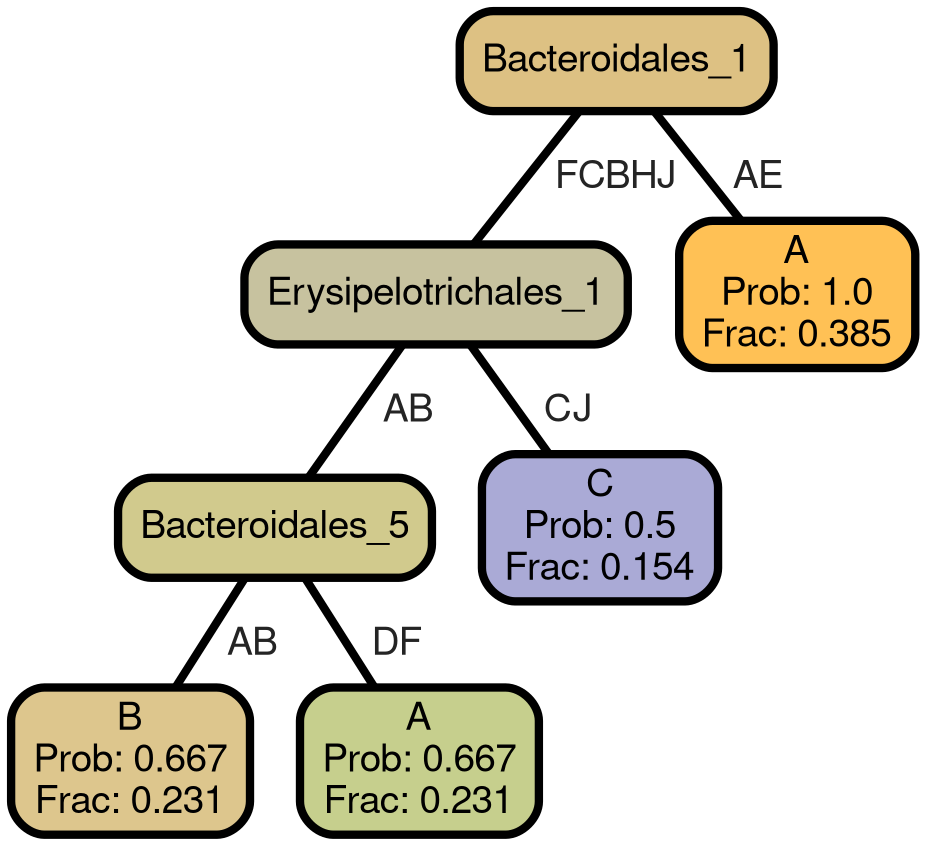 Bacteroidales_1
FCBHJ
AE
Erysipelotrichales_1
A
Prob: 1.0
Frac: 0.385
AB
CJ
Bacteroidales_5
C
Prob: 0.5
Frac: 0.154
AB
DF
B
Prob: 0.667
Frac: 0.231
A
Prob: 0.667
Frac: 0.231